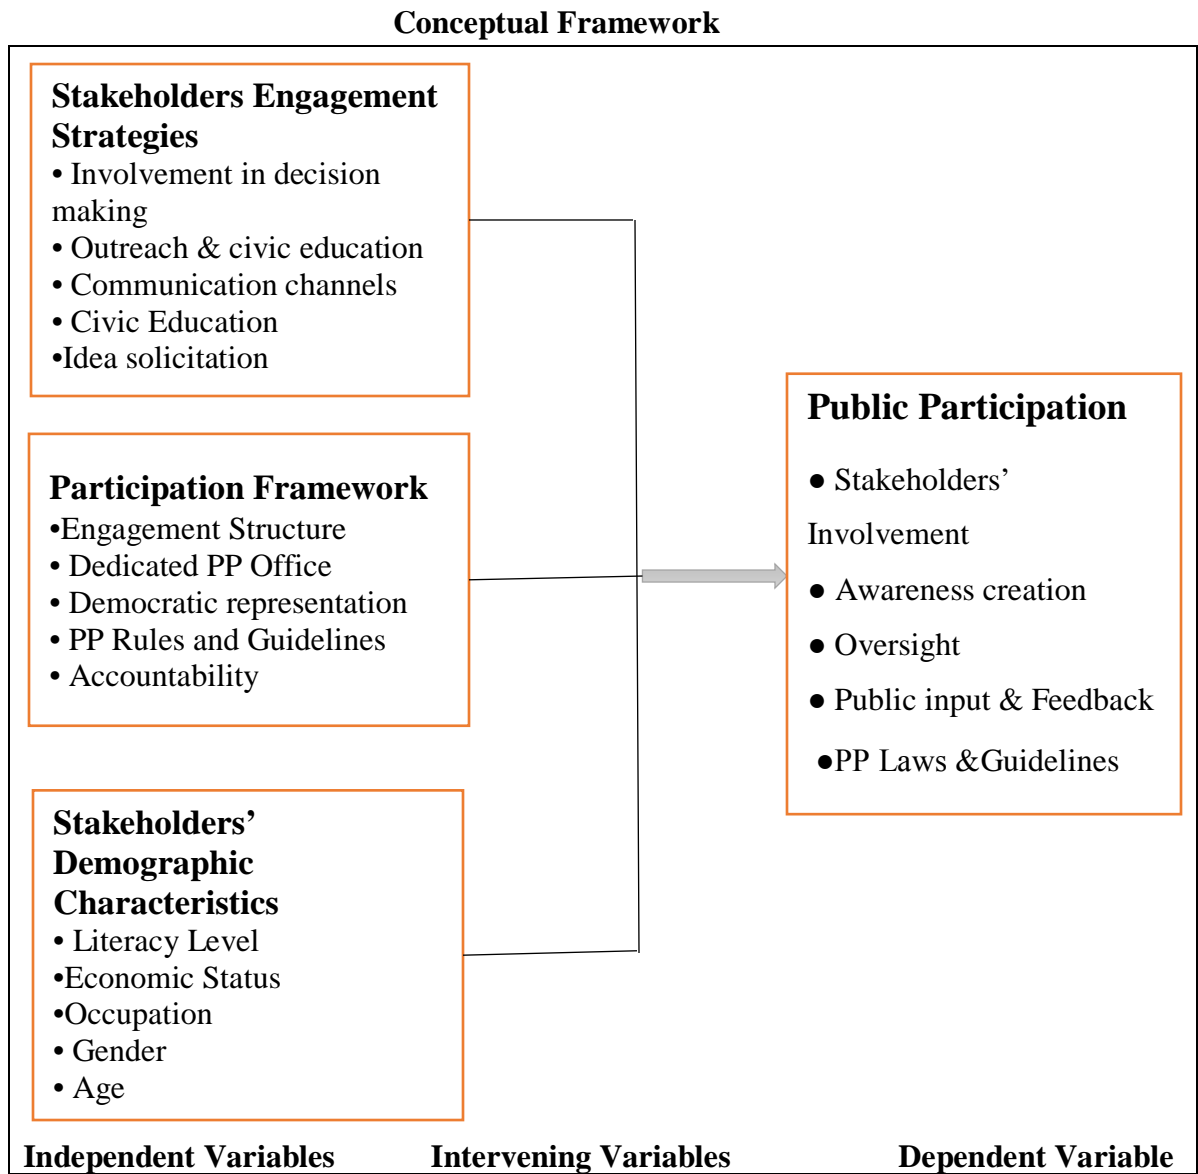 Conceptual Framework
Stakeholders Engagement
Strategies
• Involvement in decision
making
• Outreach & civic education
• Communication channels
• Civic Education
•Idea solicitation
Participation Framework
•Engagement Structure
• Dedicated PP Office
• Democratic representation
• PP Rules and Guidelines
• Accountability
Stakeholders’
Demographic
Characteristics
• Literacy Level
•Economic Status
•Occupation
• Gender
• Age
Public Participation
● Stakeholders’
Involvement
● Awareness creation
● Oversight
● Public input & Feedback
●PP Laws &Guidelines
Independent Variables
Intervening Variables
Dependent Variable